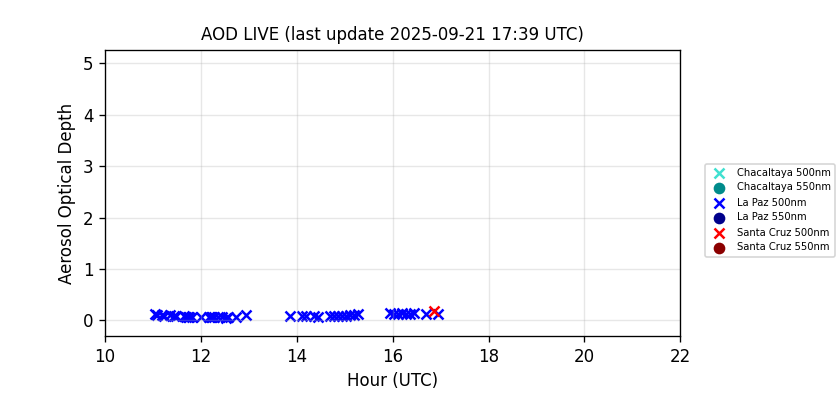 AOD LIVE (last update 2025-09-21 17:39 UTC)
Aerosol Optical Depth
5
4
3
2
1
0
10 12 14 16 18 20 22
Hour (UTC)
Chacaltaya 500nm
Chacaltaya 550nm
La Paz 500nm
La Paz 550nm
Santa Cruz 500nm
Santa Cruz 550nm